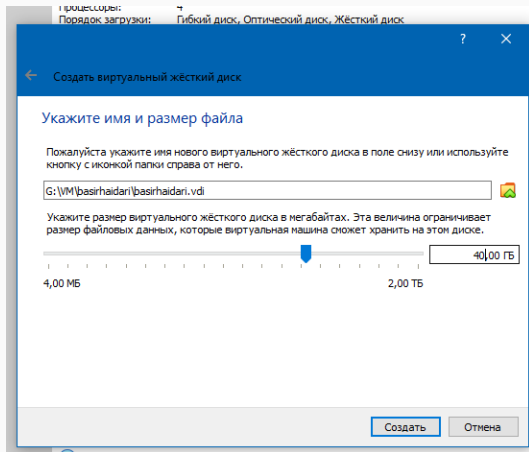 Процессоры: 4
Порядок загрузки: Гибкий диск, Оптический диск, Жёсткий диск
? ×
← Создать виртуальный жёсткий диск
Укажите имя и размер файла
Пожалуйста укажите имя нового виртуального жёсткого диска в поле снизу или используйте
кнопку с иконкой папки справа от него.
G:\VM\basirhaidari\basirhaidari.vdi
Укажите размер виртуального жёсткого диска в мегабайтах. Эта величина ограничивает
размер файловых данных, которые виртуальная машина сможет хранить на этом диске.
40,00 ГБ
4,00 МБ 2,00 ТБ
Создать Отмена